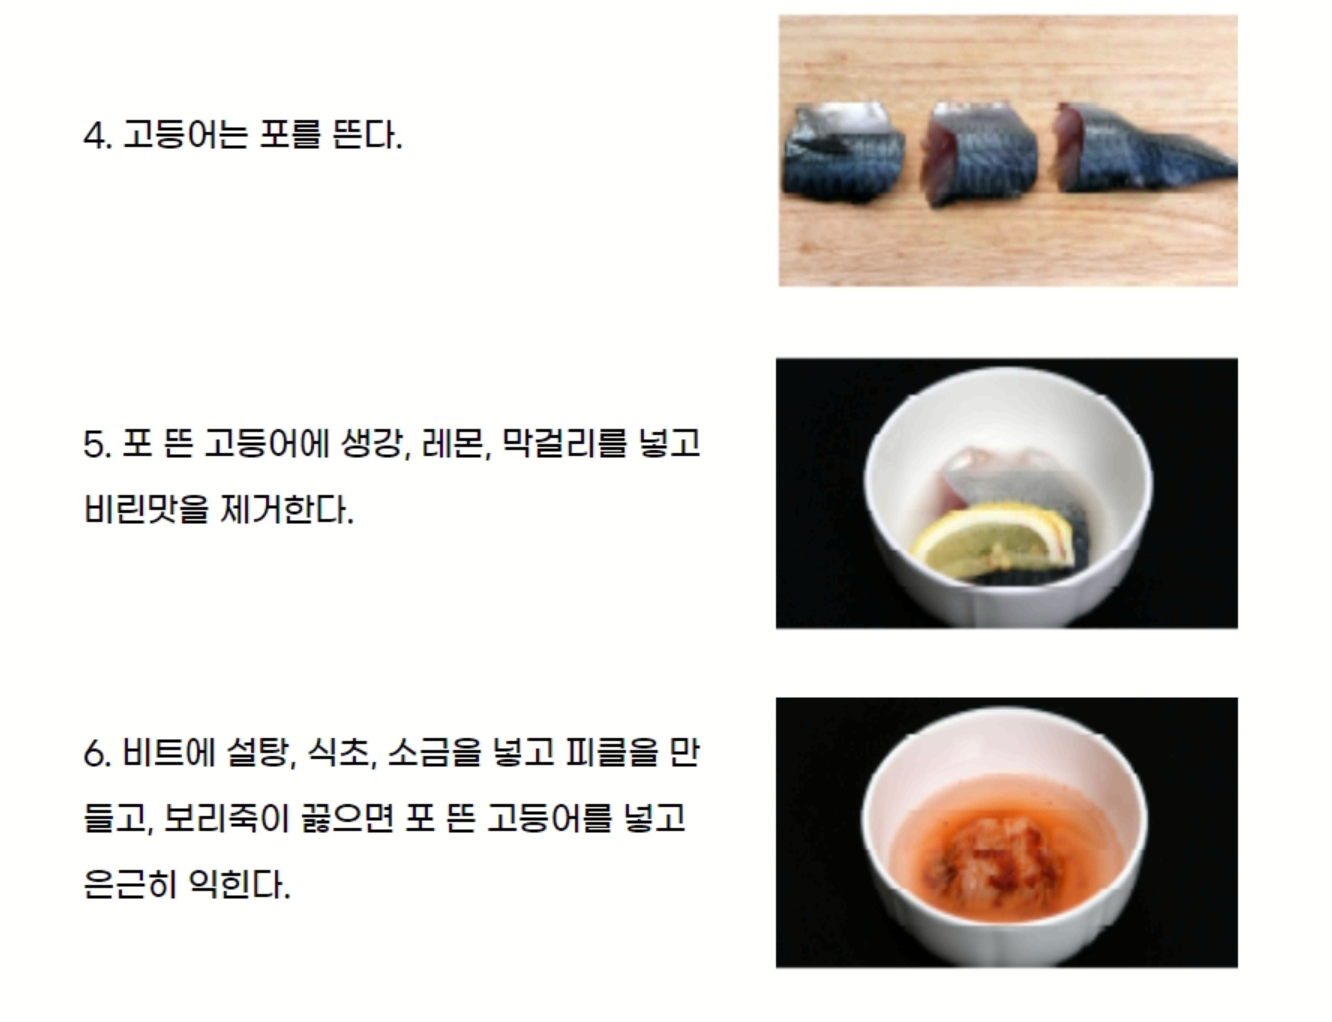 4. 고등어는 포를 뜬다.
5. 포 뜬 고등어에 생강, 레몬, 막걸리를 넣고
비린맛을 제거한다.
6. 비트에 설탕, 식초, 소금을 넣고 피클을 만
들고, 보리죽이 끓으면 포 뜬 고등어를 넣고
은근히 익힌다.